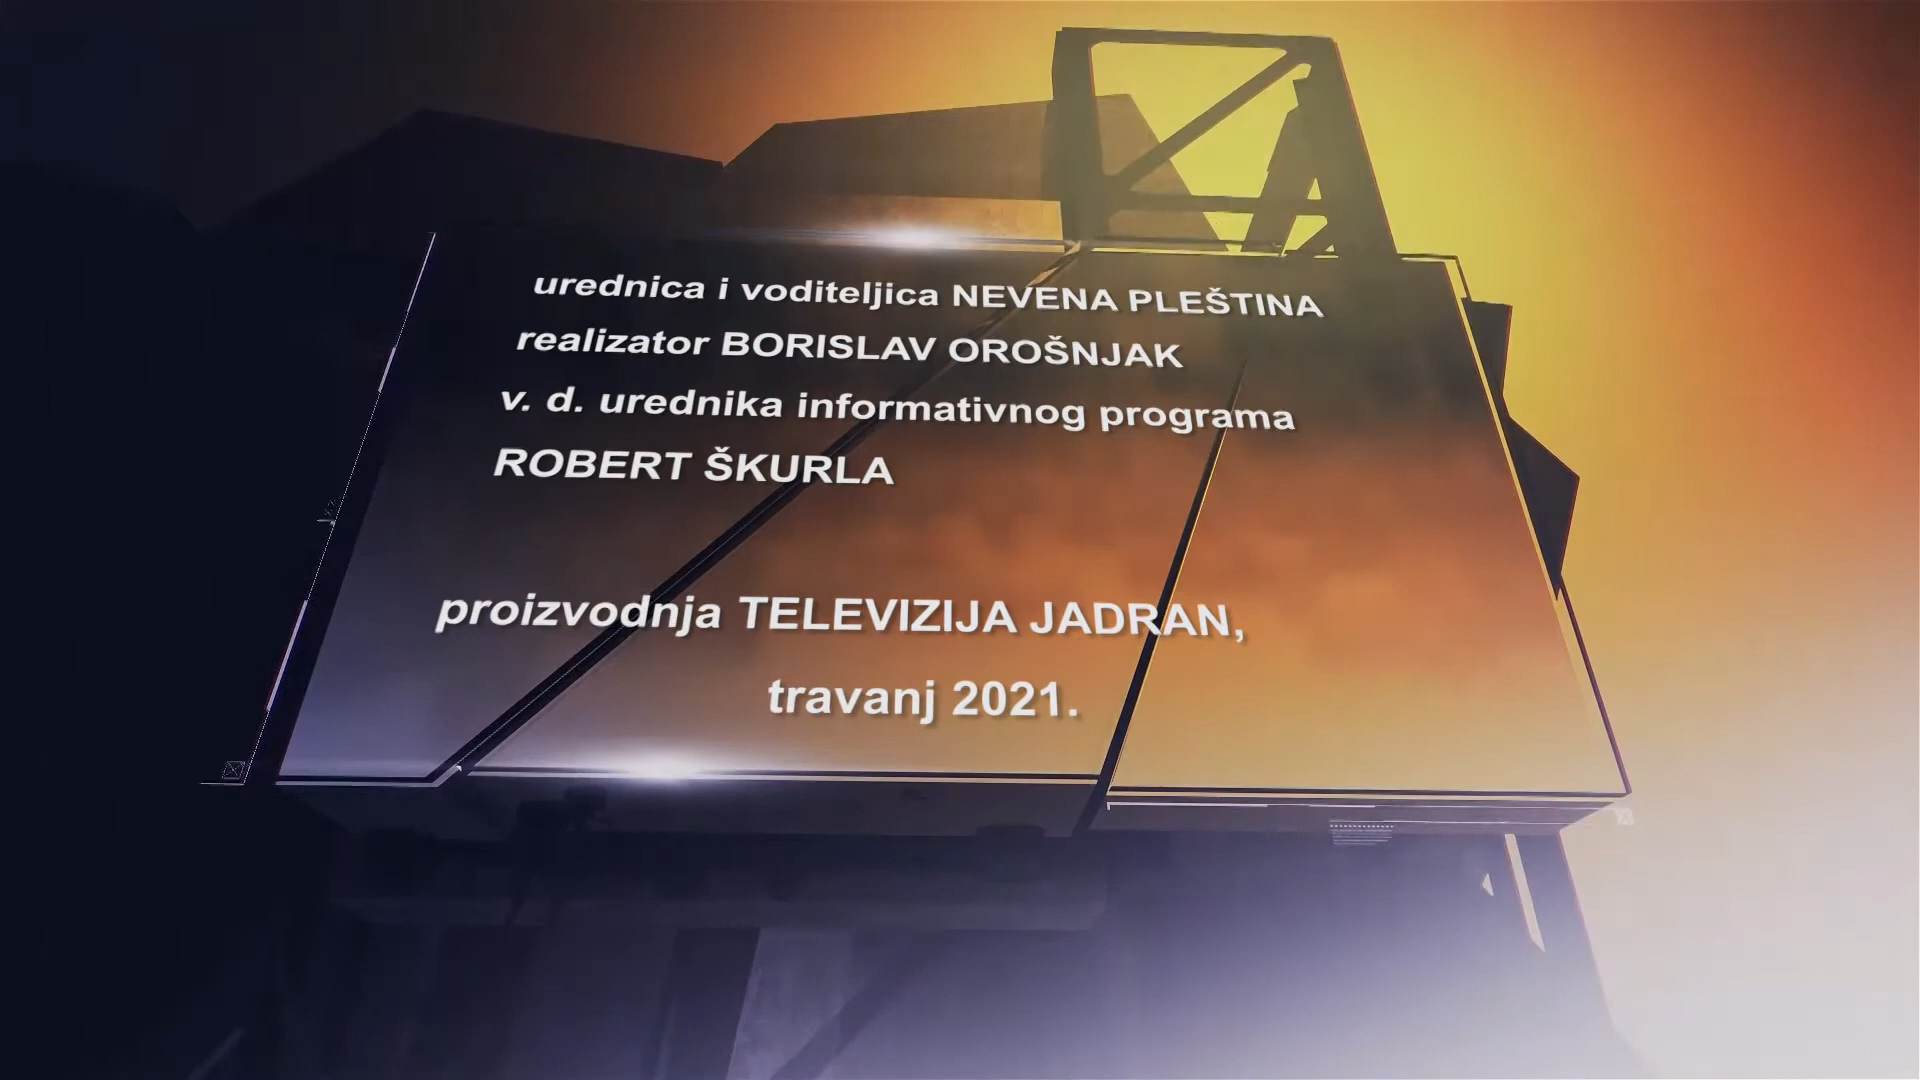 urednica i voditeljica NEVENA PLEŠTINA
realizator BORISLAV OROŠNJAK
v. d. urednika informativnog programa
ROBERT ŠKURLA
proizvodnja TELEVIZIJA JADRAN,
travanj 2021.